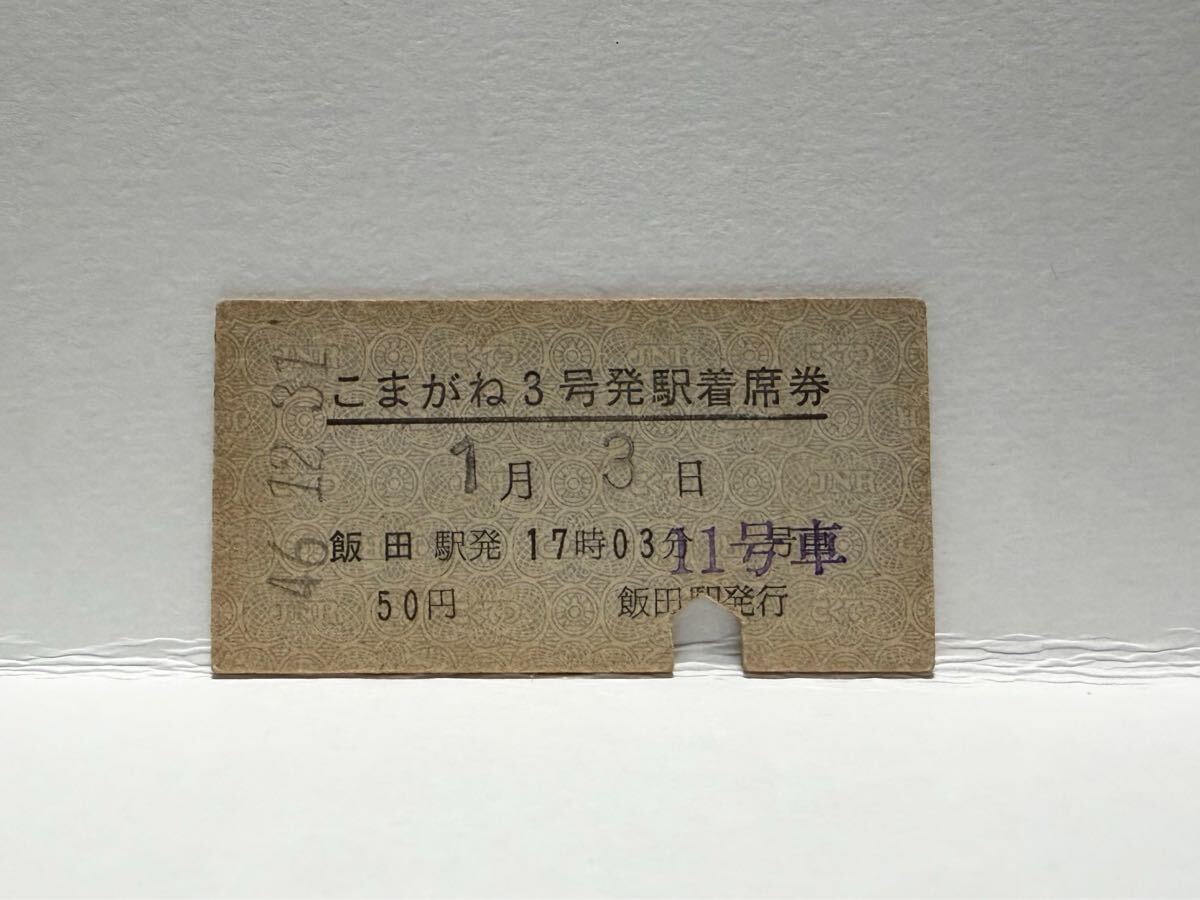 46.12.31
こまがね3号発駅着席券
1月 3日
飯田 駅発 17時03分 11号車
50円 飯田駅発行